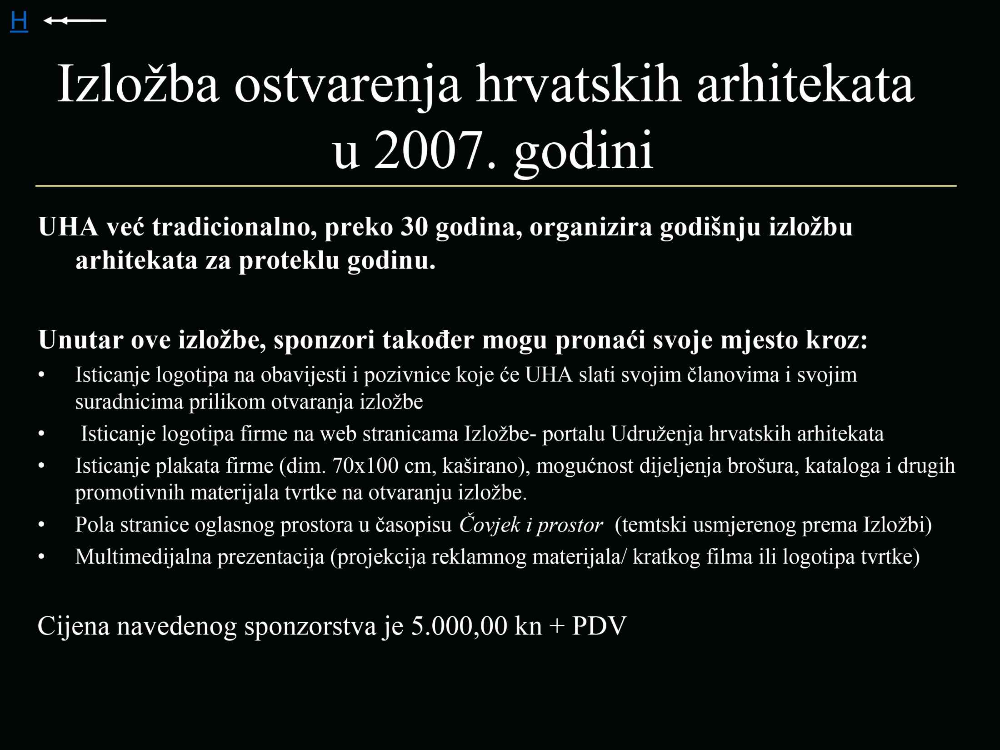 H
Izložba ostvarenja hrvatskih arhitekata
u 2007. godini
UHA već tradicionalno, preko 30 godina, organizira godišnju izložbu
arhitekata za proteklu godinu.
Unutar ove izložbe, sponzori također mogu pronaći svoje mjesto kroz:
• Isticanje logotipa na obavijesti i pozivnice koje će UHA slati svojim članovima i svojim
suradnicima prilikom otvaranja izložbe
• Isticanje logotipa firme na web stranicama Izložbe- portalu Udruženja hrvatskih arhitekata
• Isticanje plakata firme (dim. 70x100 cm, kaširano), mogućnost dijeljenja brošura, kataloga i drugih
promotivnih materijala tvrtke na otvaranju izložbe.
• Pola stranice oglasnog prostora u časopisu Čovjek i prostor (temtski usmjerenog prema Izložbi)
• Multimedijalna prezentacija (projekcija reklamnog materijala/ kratkog filma ili logotipa tvrtke)
Cijena navedenog sponzorstva je 5.000,00 kn + PDV